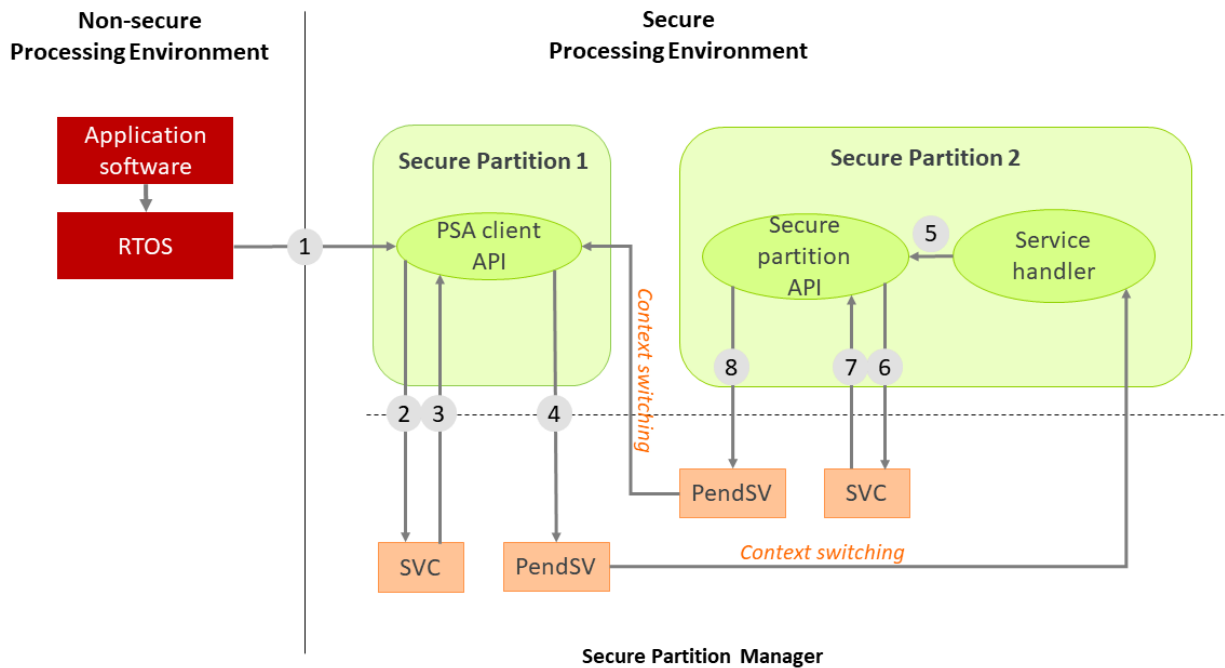 Non-secure
Processing Environment
Secure
Processing Environment
Application
software
RTOS
1
Secure Partition 1
PSA client
API
Secure Partition 2
Secure
partition
API
5
Service
handler
Context switching
2
3
4
8
7
6
PendSV
SVC
SVC
PendSV
Context switching
Secure Partition Manager